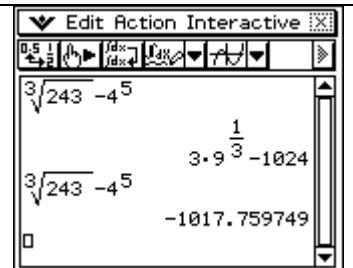 Edit Action Interactive
∛243 -4⁵
3·9^(1/3) -1024
∛243 -4⁵
-1017.759749